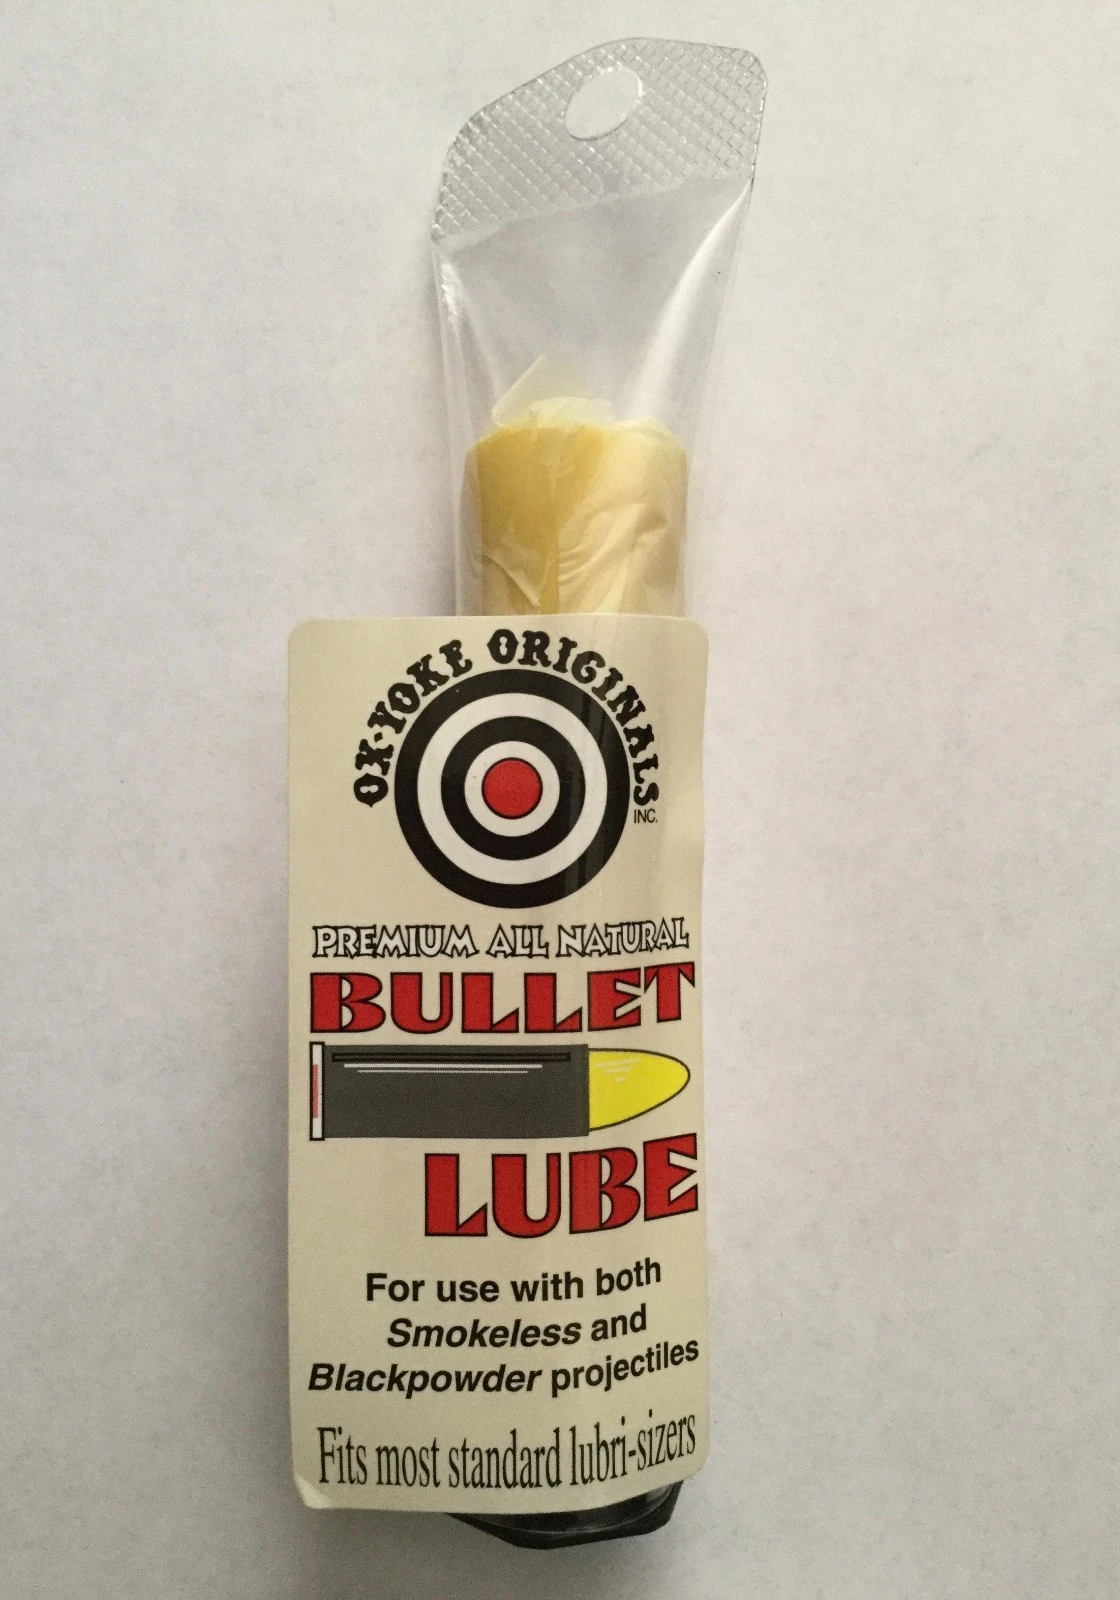 OX-YOKE ORIGINALS
INC.
PREMIUM ALL NATURAL
BULLET
LUBE
For use with both
Smokeless and
Blackpowder projectiles
Fits most standard lubri-sizers